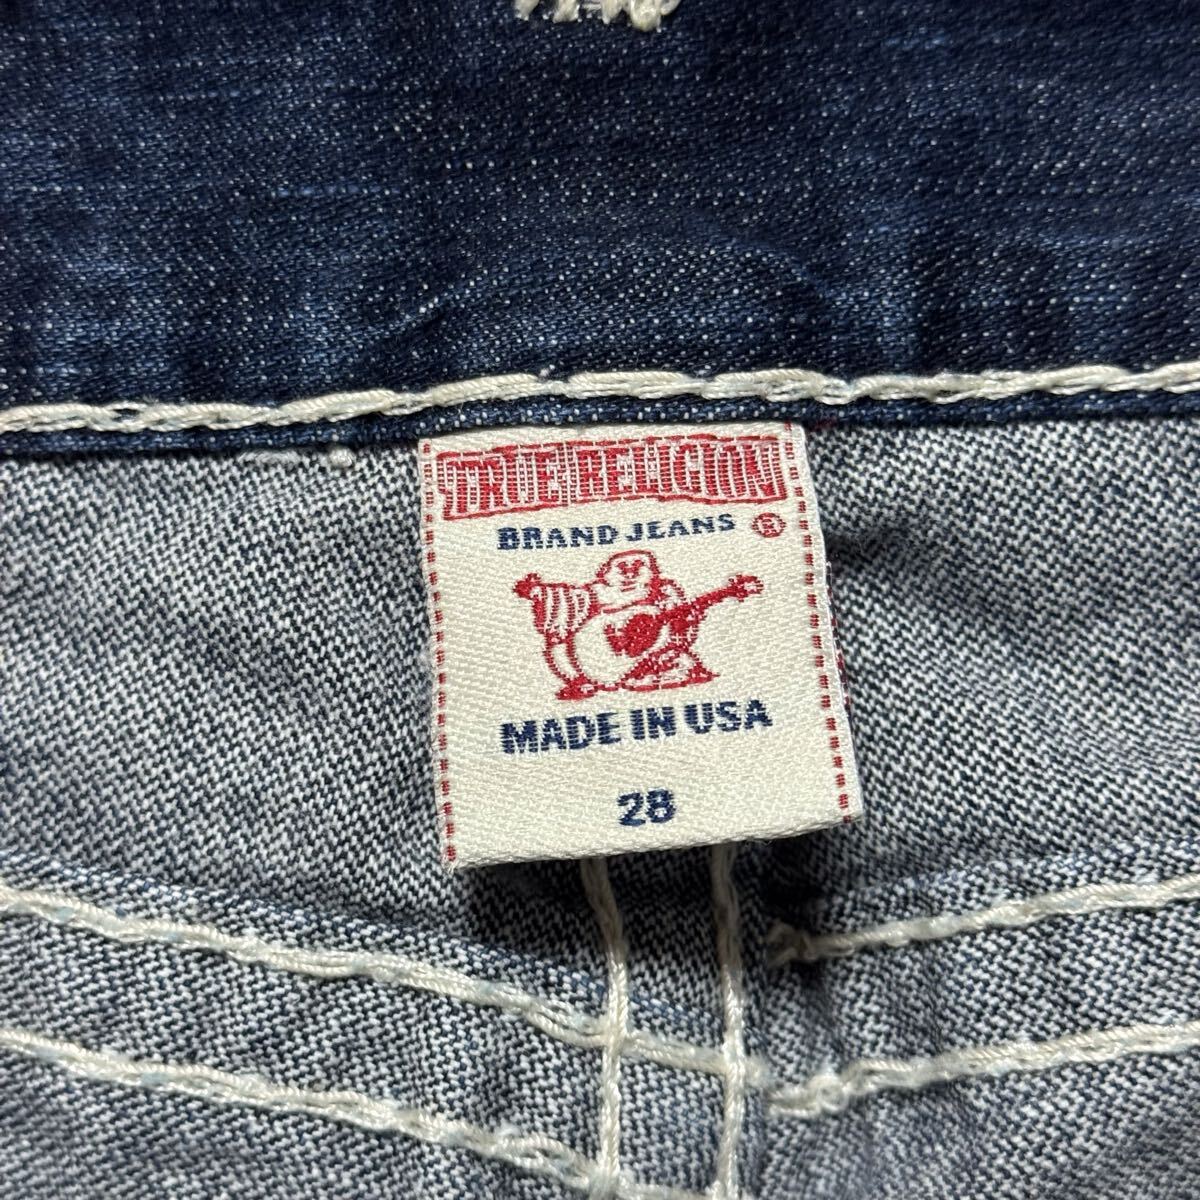 TRUE RELIGION
BRAND JEANS ®
MADE IN USA
28